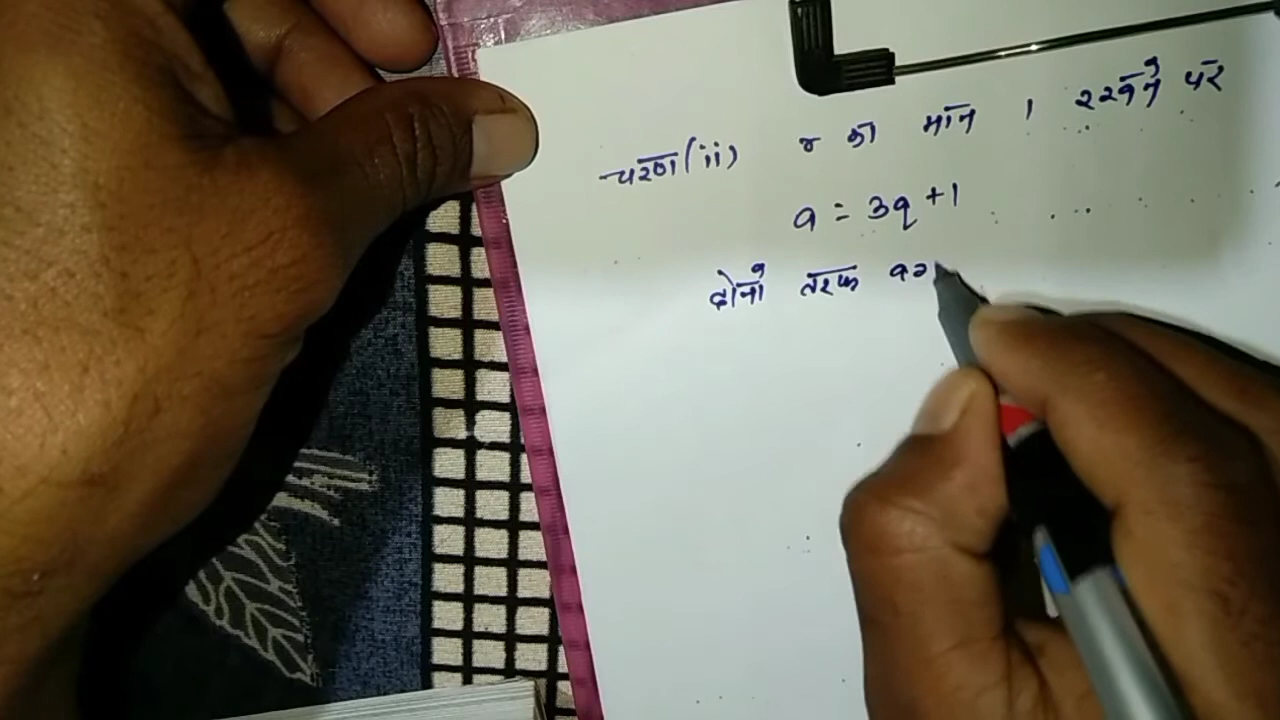 चरण (ii) r का मान 1 रखने पर
a = 3q + 1
दोनों तरफ